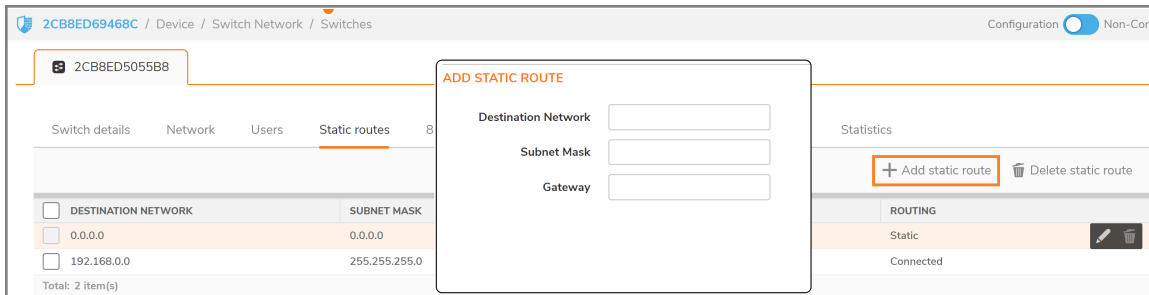 2CB8ED69468C / Device / Switch Network / Switches
Configuration
2CB8ED5055B8
ADD STATIC ROUTE
Destination Network
Subnet Mask
Gateway
Switch details Network Users Static routes 8 Statistics
Add static route Delete static route
DESTINATION NETWORK SUBNET MASK ROUTING
0.0.0.0 0.0.0.0 Static
192.168.0.0 255.255.255.0 Connected
Total: 2 item(s)